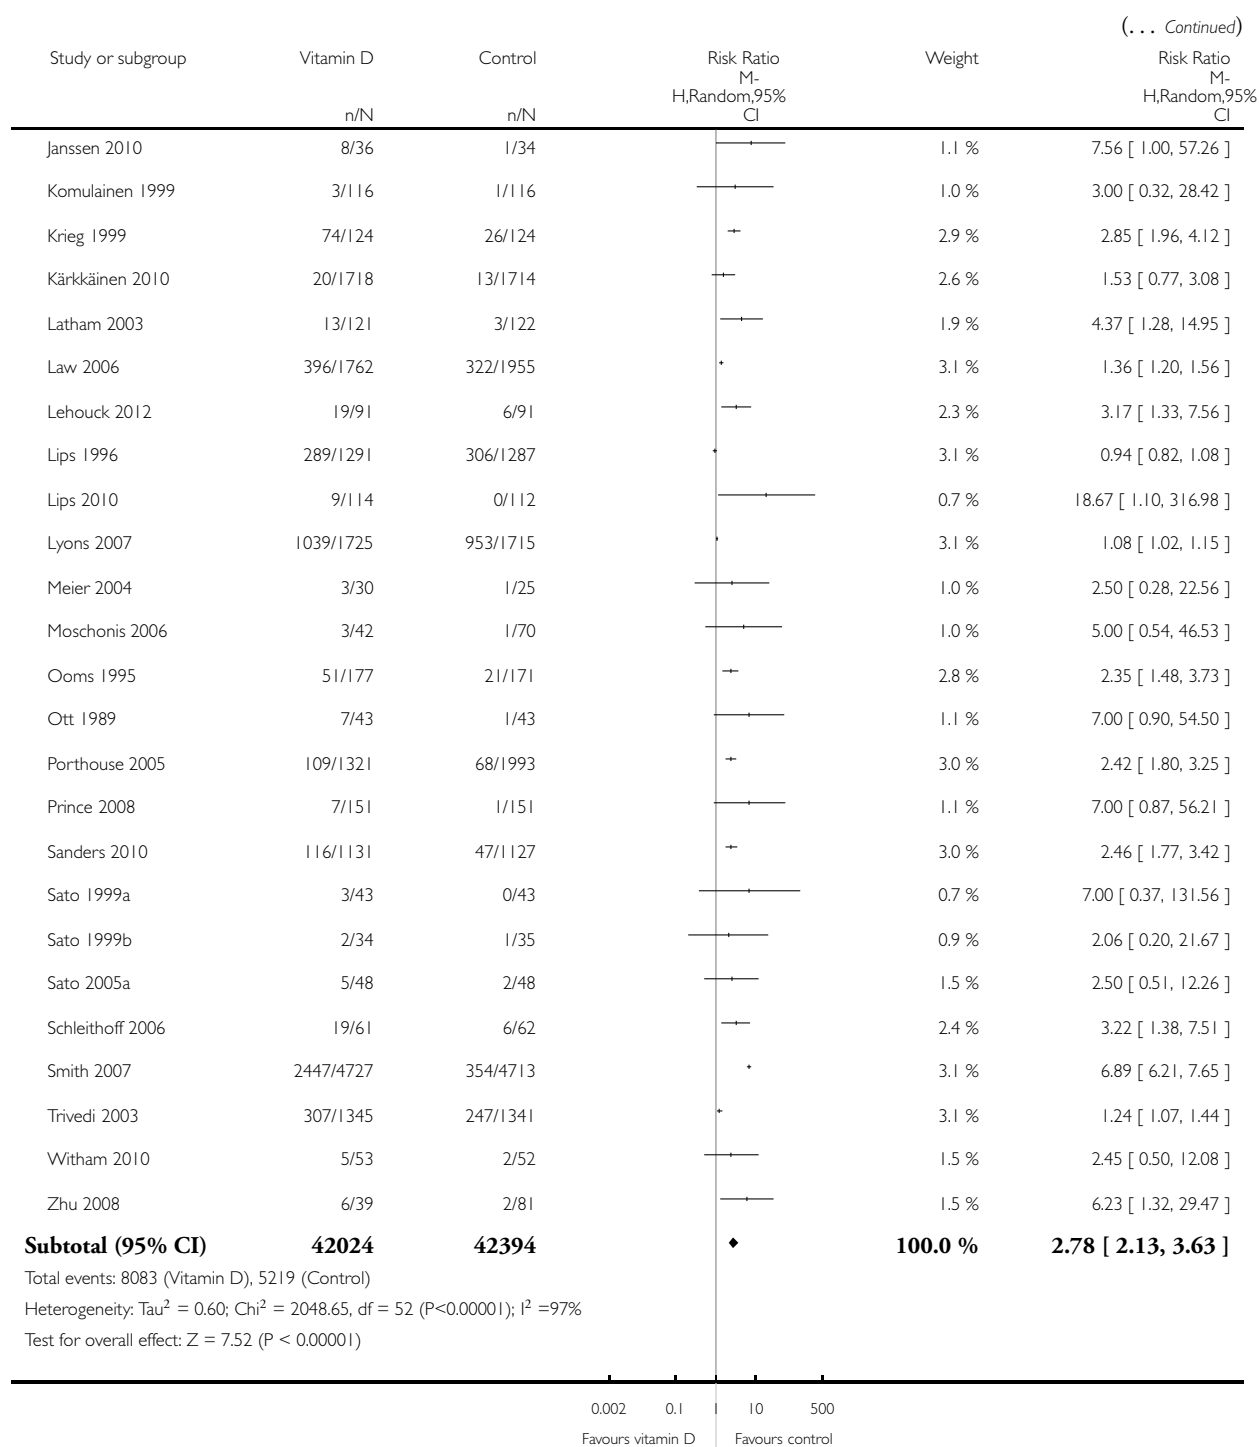 (... Continued)
Study or subgroup Vitamin D Control Risk Ratio Weight Risk Ratio
M- M-
H,Random,95% H,Random,95%
n/N n/N CI CI
Janssen 2010 8/36 1/34 1.1 % 7.56 [ 1.00, 57.26 ]
Komulainen 1999 3/116 1/116 1.0 % 3.00 [ 0.32, 28.42 ]
Krieg 1999 74/124 26/124 2.9 % 2.85 [ 1.96, 4.12 ]
Kärkkäinen 2010 20/1718 13/1714 2.6 % 1.53 [ 0.77, 3.08 ]
Latham 2003 13/121 3/122 1.9 % 4.37 [ 1.28, 14.95 ]
Law 2006 396/1762 322/1955 3.1 % 1.36 [ 1.20, 1.56 ]
Lehouck 2012 19/91 6/91 2.3 % 3.17 [ 1.33, 7.56 ]
Lips 1996 289/1291 306/1287 3.1 % 0.94 [ 0.82, 1.08 ]
Lips 2010 9/114 0/112 0.7 % 18.67 [ 1.10, 316.98 ]
Lyons 2007 1039/1725 953/1715 3.1 % 1.08 [ 1.02, 1.15 ]
Meier 2004 3/30 1/25 1.0 % 2.50 [ 0.28, 22.56 ]
Moschonis 2006 3/42 1/70 1.0 % 5.00 [ 0.54, 46.53 ]
Ooms 1995 51/177 21/171 2.8 % 2.35 [ 1.48, 3.73 ]
Ott 1989 7/43 1/43 1.1 % 7.00 [ 0.90, 54.50 ]
Porthouse 2005 109/1321 68/1993 3.0 % 2.42 [ 1.80, 3.25 ]
Prince 2008 7/151 1/151 1.1 % 7.00 [ 0.87, 56.21 ]
Sanders 2010 116/1131 47/1127 3.0 % 2.46 [ 1.77, 3.42 ]
Sato 1999a 3/43 0/43 0.7 % 7.00 [ 0.37, 131.56 ]
Sato 1999b 2/34 1/35 0.9 % 2.06 [ 0.20, 21.67 ]
Sato 2005a 5/48 2/48 1.5 % 2.50 [ 0.51, 12.26 ]
Schleithoff 2006 19/61 6/62 2.4 % 3.22 [ 1.38, 7.51 ]
Smith 2007 2447/4727 354/4713 3.1 % 6.89 [ 6.21, 7.65 ]
Trivedi 2003 307/1345 247/1341 3.1 % 1.24 [ 1.07, 1.44 ]
Witham 2010 5/53 2/52 1.5 % 2.45 [ 0.50, 12.08 ]
Zhu 2008 6/39 2/81 1.5 % 6.23 [ 1.32, 29.47 ]
Subtotal (95% CI) 42024 42394 100.0 % 2.78 [ 2.13, 3.63 ]
Total events: 8083 (Vitamin D), 5219 (Control)
Heterogeneity: Tau² = 0.60; Chi² = 2048.65, df = 52 (P<0.00001); I² =97%
Test for overall effect: Z = 7.52 (P < 0.00001)
0.002 0.1 1 10 500
Favours vitamin D Favours control